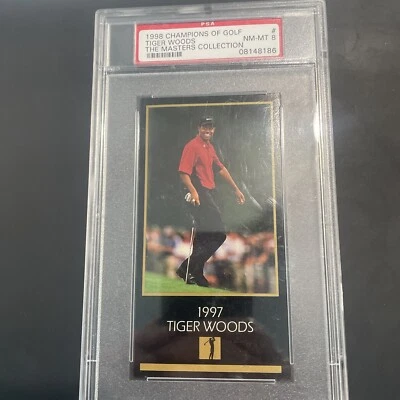 PSA
1998 CHAMPIONS OF GOLF #
TIGER WOODS NM-MT 8
THE MASTERS COLLECTION 08148186
1997
TIGER WOODS